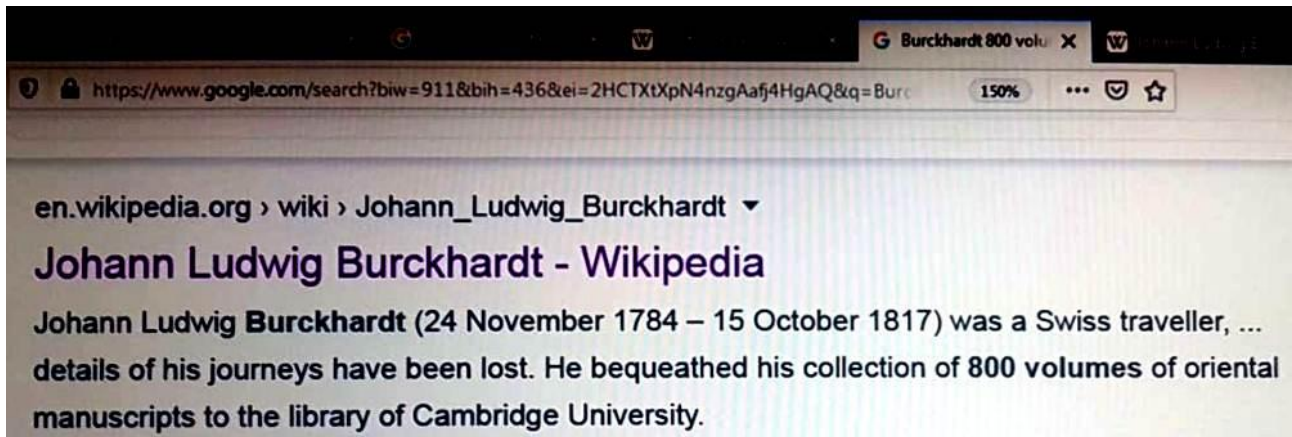 G Burckhardt 800 volu X
https://www.google.com/search?biw=911&bih=436&ei=2HCTXtXpN4nzgAafj4HgAQ&q=Burc 150% •••
en.wikipedia.org › wiki › Johann_Ludwig_Burckhardt
Johann Ludwig Burckhardt - Wikipedia
Johann Ludwig Burckhardt (24 November 1784 – 15 October 1817) was a Swiss traveller, ...
details of his journeys have been lost. He bequeathed his collection of 800 volumes of oriental
manuscripts to the library of Cambridge University.